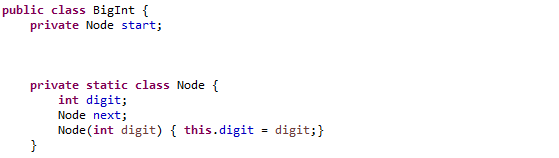 public class BigInt {
    private Node start;
    private static class Node {
        int digit;
        Node next;
        Node(int digit) { this.digit = digit;}
    }